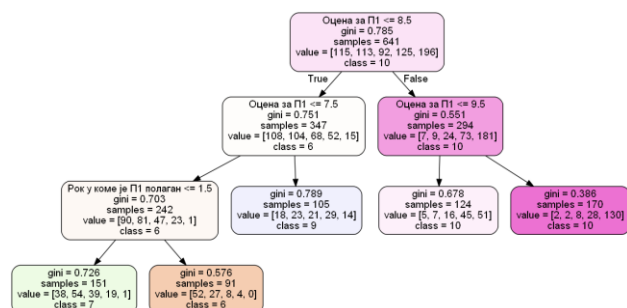 Оцена за П1 <= 8.5
gini = 0.785
samples = 641
value = [115, 113, 92, 125, 196]
class = 10
True
False
Оцена за П1 <= 7.5
gini = 0.751
samples = 347
value = [108, 104, 68, 52, 15]
class = 6
Оцена за П1 <= 9.5
gini = 0.551
samples = 294
value = [7, 9, 24, 73, 181]
class = 10
Рок у коме је П1 полаган <= 1.5
gini = 0.703
samples = 242
value = [90, 81, 47, 23, 1]
class = 6
gini = 0.789
samples = 105
value = [18, 23, 21, 29, 14]
class = 9
gini = 0.678
samples = 124
value = [5, 7, 16, 45, 51]
class = 10
gini = 0.386
samples = 170
value = [2, 2, 8, 28, 130]
class = 10
gini = 0.726
samples = 151
value = [38, 54, 39, 19, 1]
class = 7
gini = 0.576
samples = 91
value = [52, 27, 8, 4, 0]
class = 6